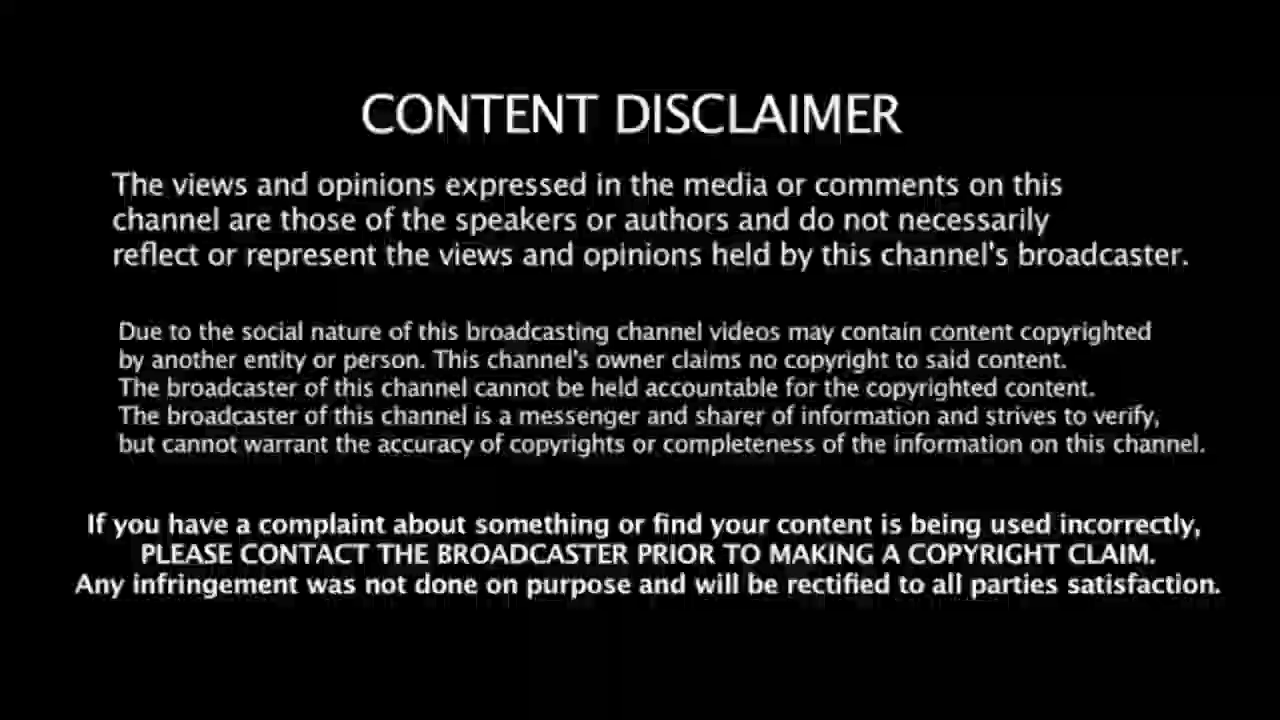 CONTENT DISCLAIMER
The views and opinions expressed in the media or comments on this
channel are those of the speakers or authors and do not necessarily
reflect or represent the views and opinions held by this channel's broadcaster.
Due to the social nature of this broadcasting channel videos may contain content copyrighted
by another entity or person. This channel's owner claims no copyright to said content.
The broadcaster of this channel cannot be held accountable for the copyrighted content.
The broadcaster of this channel is a messenger and sharer of information and strives to verify,
but cannot warrant the accuracy of copyrights or completeness of the information on this channel.
If you have a complaint about something or find your content is being used incorrectly,
PLEASE CONTACT THE BROADCASTER PRIOR TO MAKING A COPYRIGHT CLAIM.
Any infringement was not done on purpose and will be rectified to all parties satisfaction.